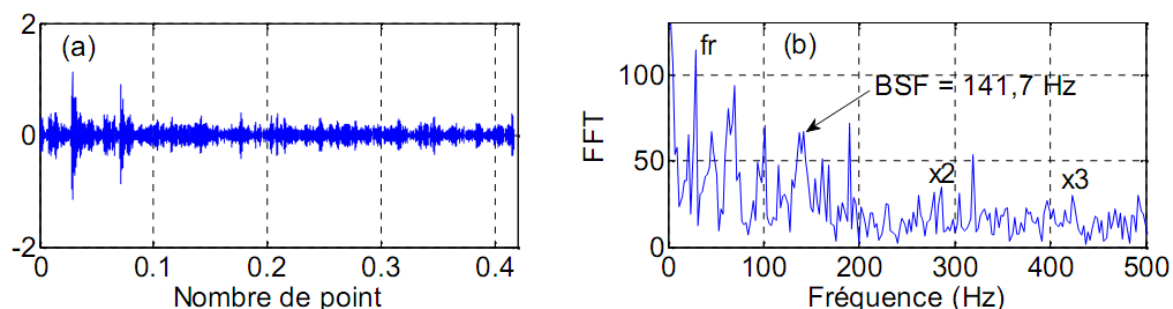 2
1
0
-2
(a)
0
0.1
0.2
0.3
0.4
Nombre de point
FFT
100
50
0
fr
(b)
BSF = 141,7 Hz
x2
x3
0
100
200
300
400
500
Fréquence (Hz)